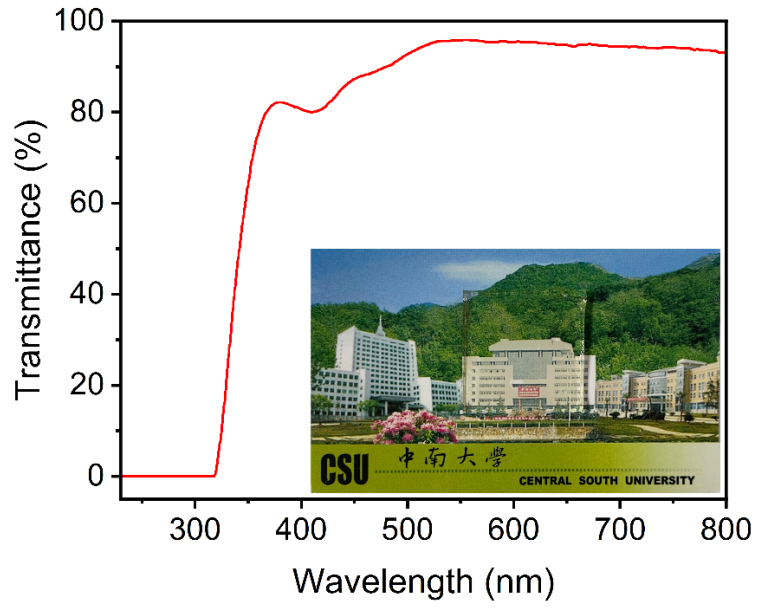 100
80
60
40
20
0
Transmittance (%)
CSU 中南大學
CENTRAL SOUTH UNIVERSITY
300 400 500 600 700 800
Wavelength (nm)